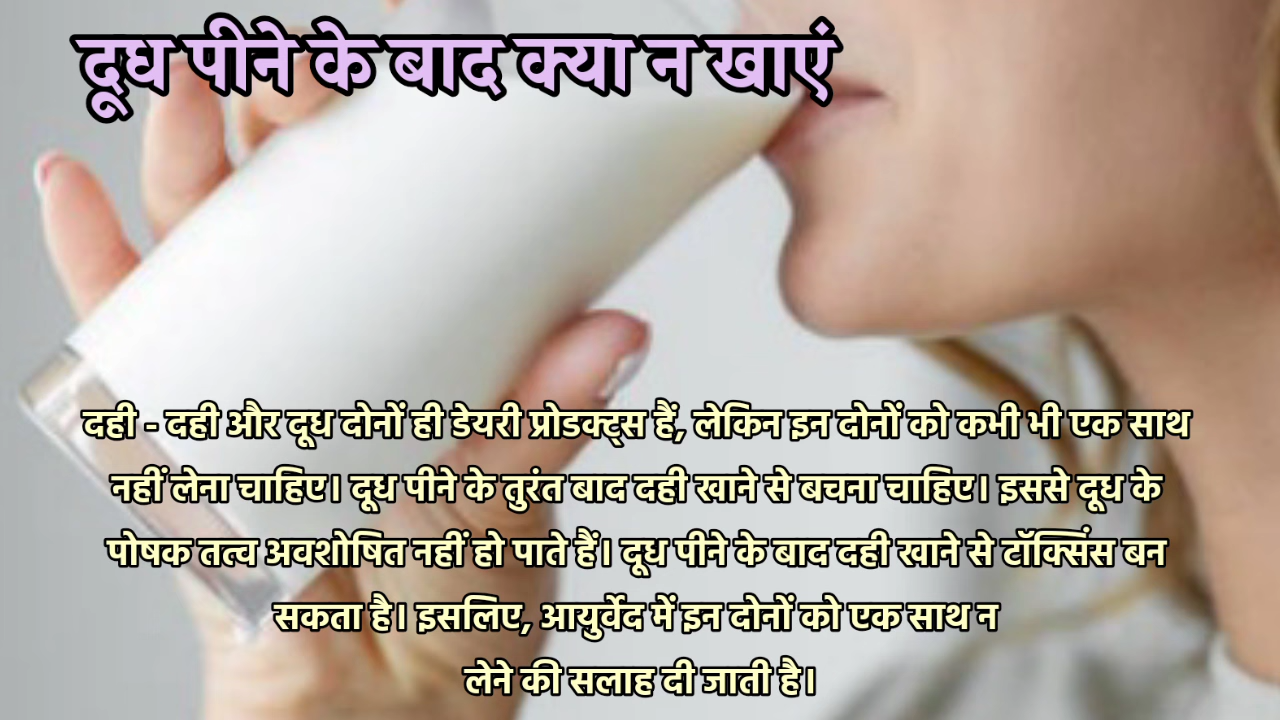 दूध पीने के बाद क्या न खाएं
दही - दही और दूध दोनों ही डेयरी प्रोडक्ट्स हैं, लेकिन इन दोनों को कभी भी एक साथ
नहीं लेना चाहिए। दूध पीने के तुरंत बाद दही खाने से बचना चाहिए। इससे दूध के
पोषक तत्व अवशोषित नहीं हो पाते हैं। दूध पीने के बाद दही खाने से टॉक्सिंस बन
सकता है। इसलिए, आयुर्वेद में इन दोनों को एक साथ न
लेने की सलाह दी जाती है।